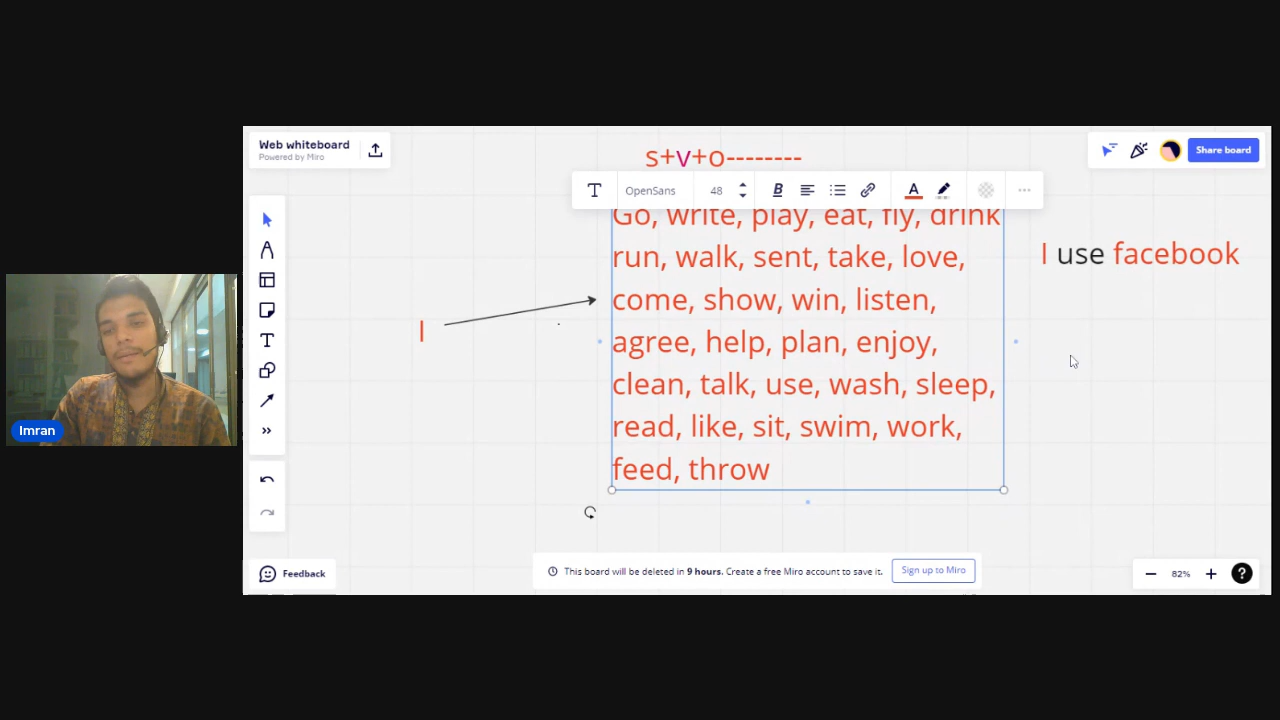 Web whiteboard
Powered by Miro
s+v+o--------
Share board
OpenSans
48
B
A
Go, write, play, eat, fly, drink
run, walk, sent, take, love,
come, show, win, listen,
agree, help, plan, enjoy,
clean, talk, use, wash, sleep,
read, like, sit, swim, work,
feed, throw
I use facebook
I
Imran
Feedback
This board will be deleted in 9 hours. Create a free Miro account to save it.
Sign up to Miro
82%